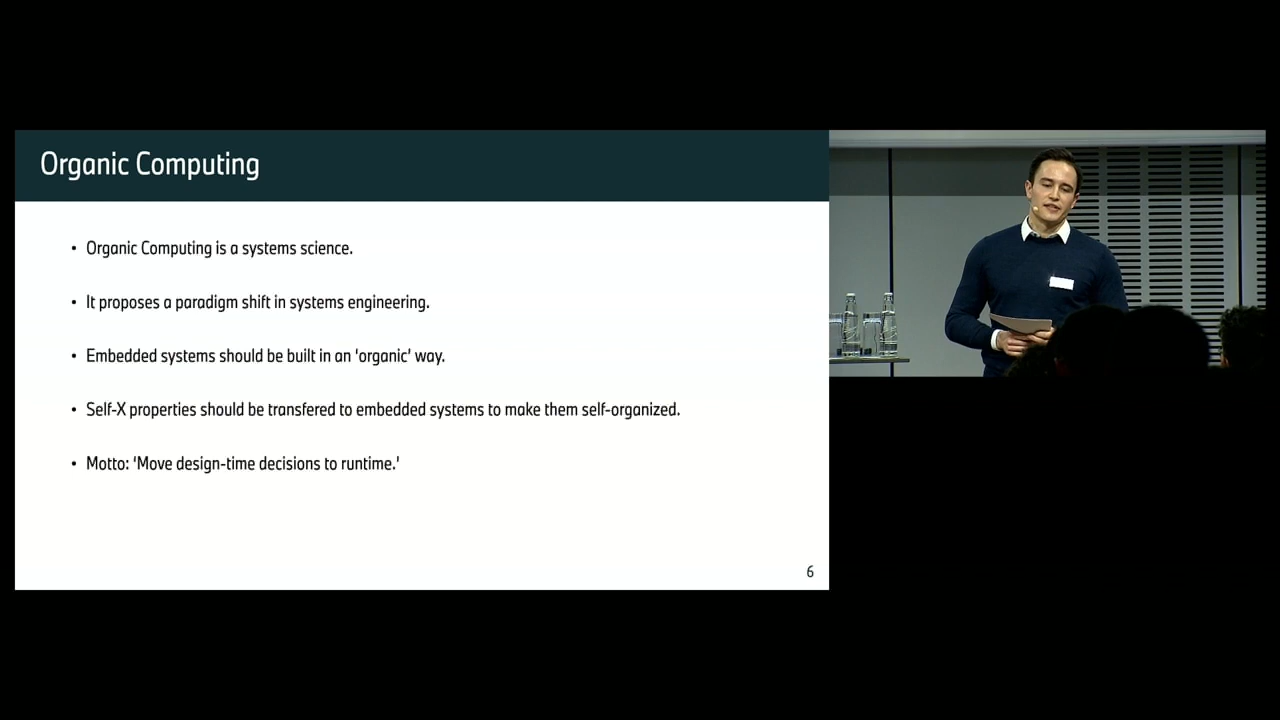 Organic Computing
• Organic Computing is a systems science.
• It proposes a paradigm shift in systems engineering.
• Embedded systems should be built in an 'organic' way.
• Self-X properties should be transfered to embedded systems to make them self-organized.
• Motto: 'Move design-time decisions to runtime.'
6